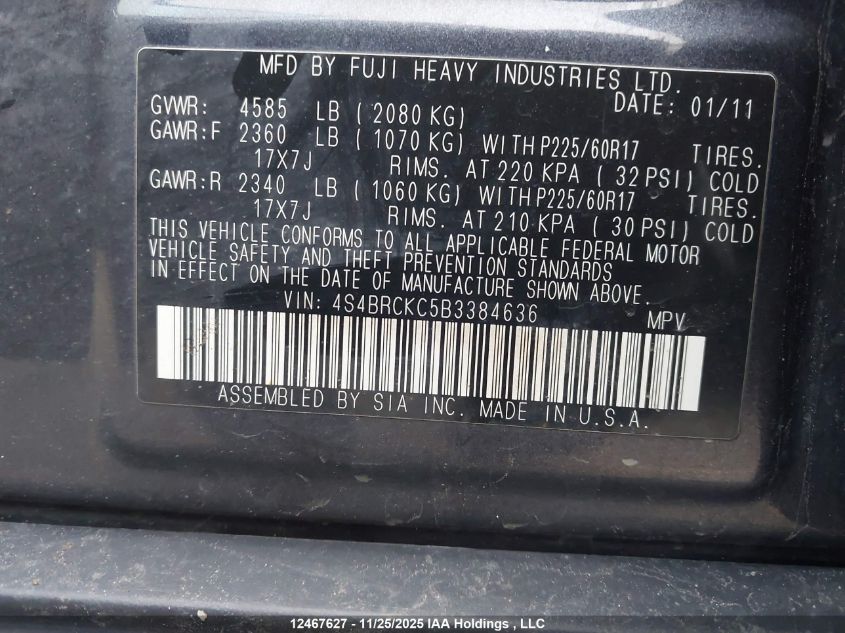 MFD BY FUJI HEAVY INDUSTRIES LTD.
DATE: 01/11
GVWR: 4585 LB ( 2080 KG)
GAWR:F 2360 LB ( 1070 KG) WITH P225/60R17 TIRES.
17X7J RIMS. AT 220 KPA ( 32 PSI) COLD
GAWR:R 2340 LB ( 1060 KG) WITH P225/60R17 TIRES.
17X7J RIMS. AT 210 KPA ( 30 PSI) COLD
THIS VEHICLE CONFORMS TO ALL APPLICABLE FEDERAL MOTOR
VEHICLE SAFETY AND THEFT PREVENTION STANDARDS
IN EFFECT ON THE DATE OF MANUFACTURE SHOWN ABOVE.
VIN: 4S4BRCKC5B3384636 MPV
ASSEMBLED BY SIA INC. MADE IN U.S.A.
12467627 - 11/25/2025 IAA Holdings , LLC